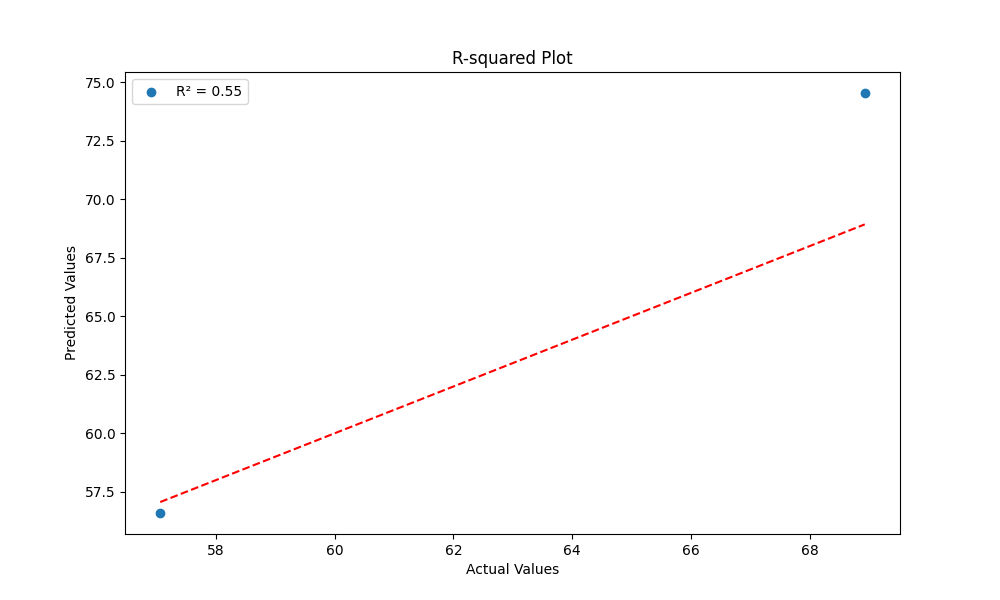 R-squared Plot
R² = 0.55
75.0
72.5
70.0
67.5
65.0
62.5
60.0
57.5
Predicted Values
58 60 62 64 66 68
Actual Values